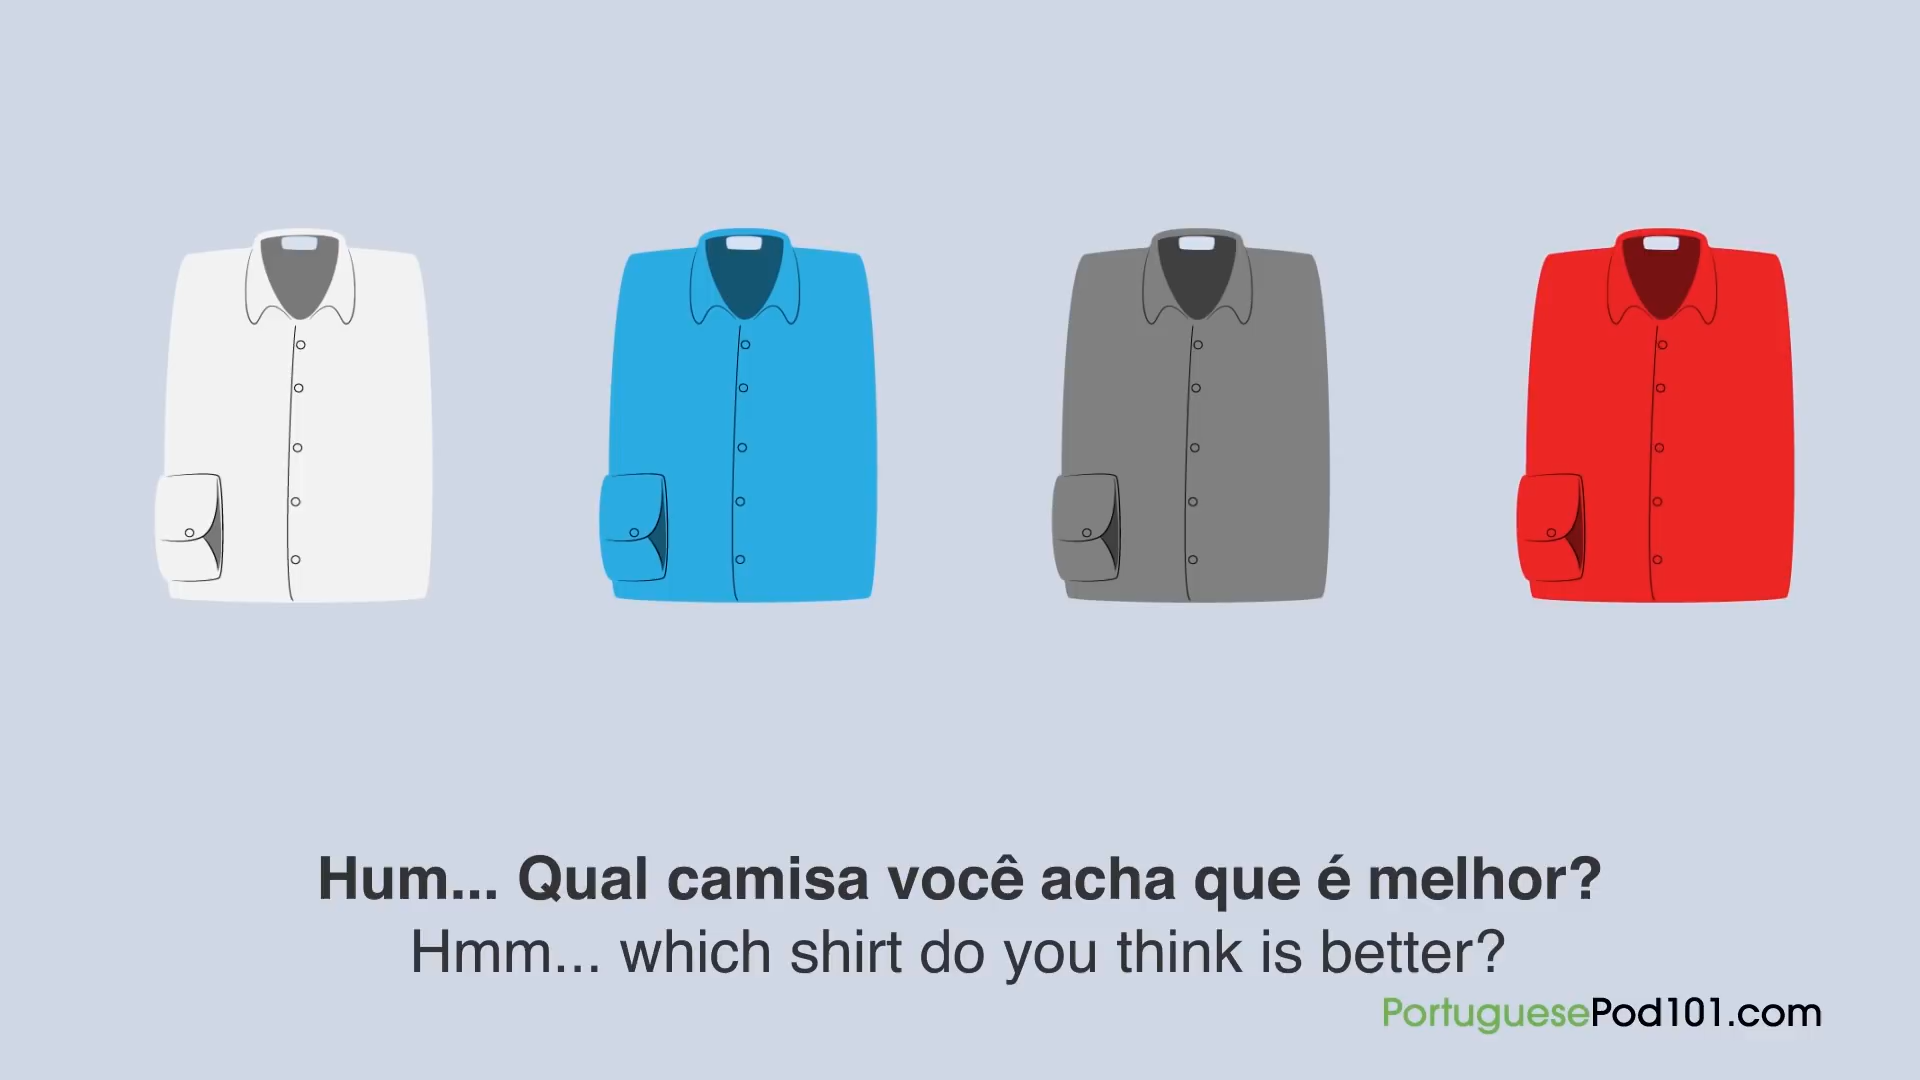 Hum... Qual camisa você acha que é melhor?
Hmm... which shirt do you think is better?
PortuguesePod101.com